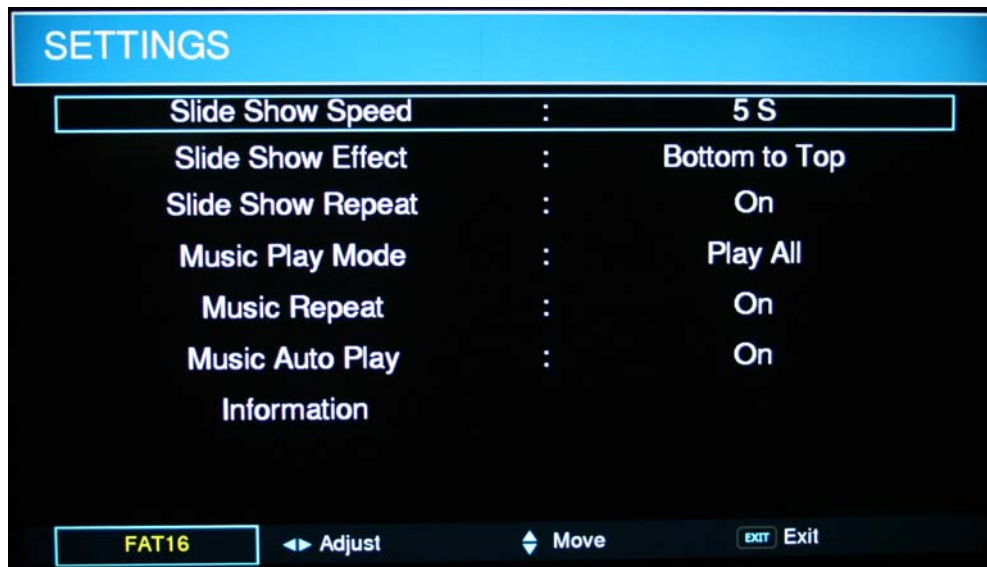 SETTINGS
Slide Show Speed : 5 S
Slide Show Effect : Bottom to Top
Slide Show Repeat : On
Music Play Mode : Play All
Music Repeat : On
Music Auto Play : On
Information
FAT16 Adjust Move EXIT Exit